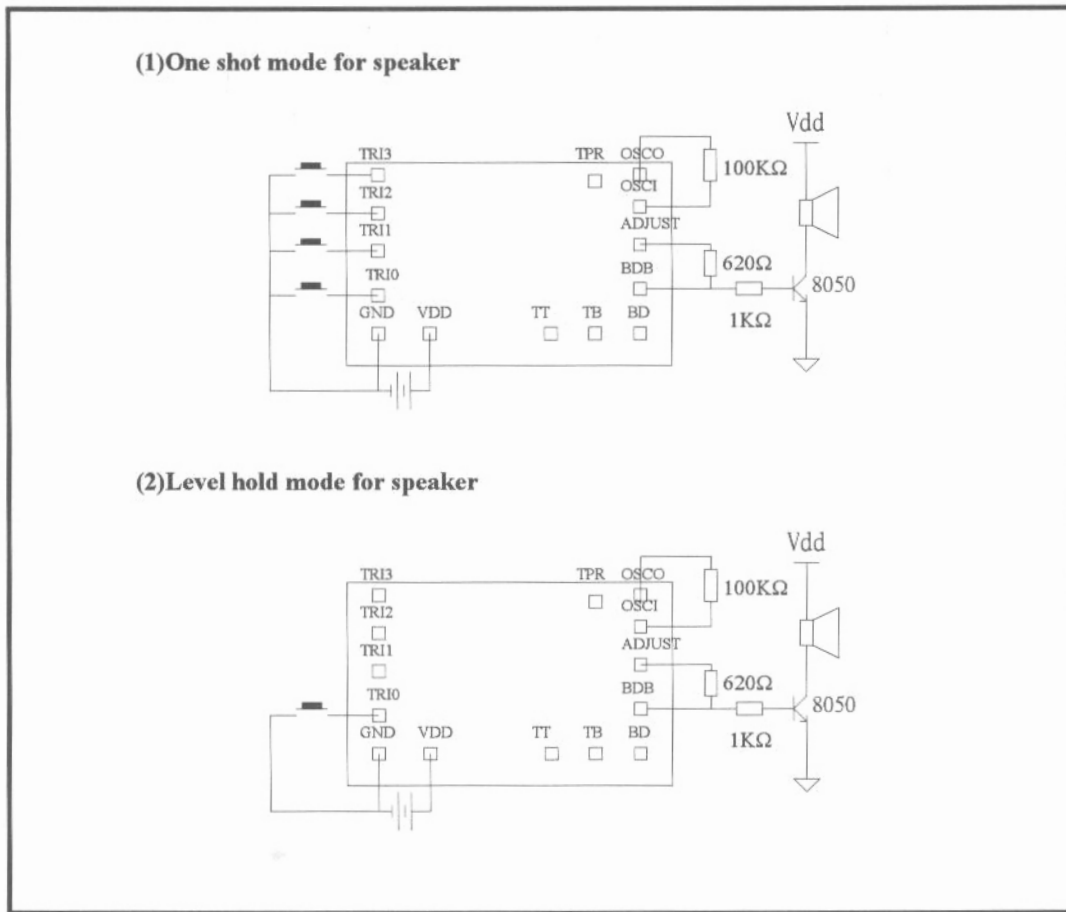 (1)One shot mode for speaker
Vdd
TRI3
TPR OSCO
100KΩ
TRI2
OSCI
TRI1
ADJUST
TRI0
BDB
620Ω
8050
GND VDD
TT TB BD
1KΩ
(2)Level hold mode for speaker
Vdd
TRI3
TPR OSCO
100KΩ
TRI2
OSCI
TRI1
ADJUST
TRI0
BDB
620Ω
8050
GND VDD
TT TB BD
1KΩ